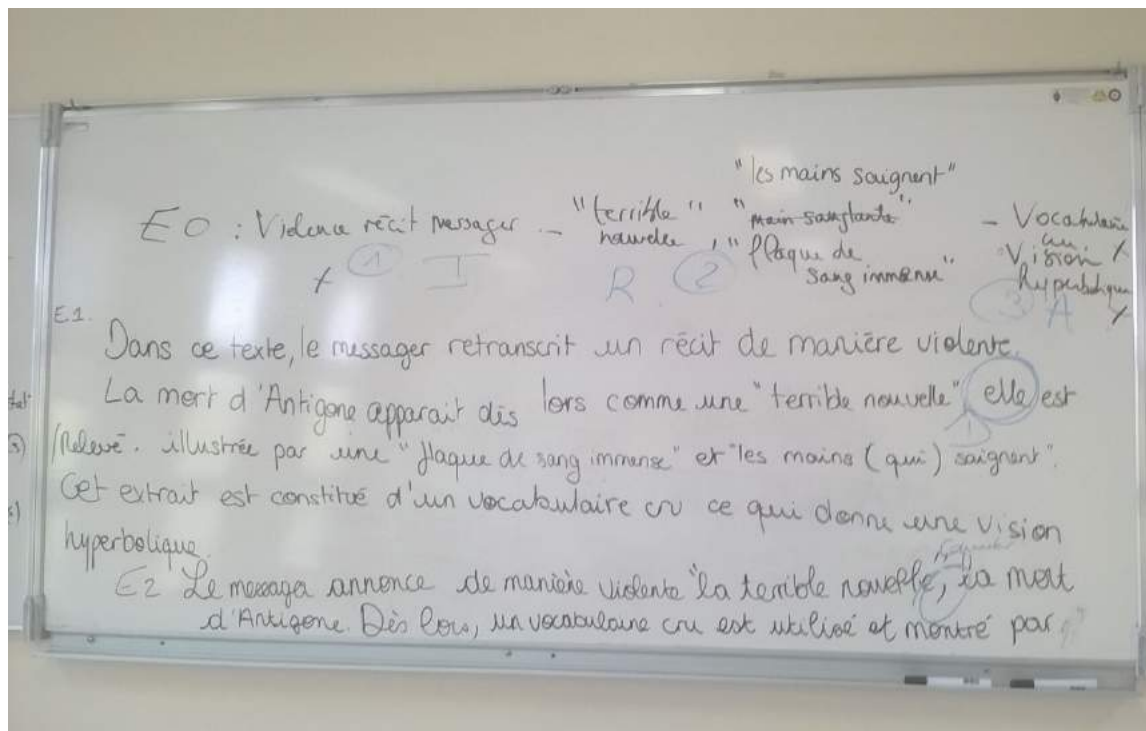 "les mains saignent"
E0 : Violence récit messager - "terrible" "main sanglante" - Vocabulaire
nouvelle , "flaque de cru
sang immense" Vision
hyperbolique
1 I R 2 3 A
E1.
Dans ce texte, le messager retranscrit un récit de manière violente.
La mort d'Antigone apparait dès lors comme une "terrible nouvelle", elle est
/Relevé. illustrée par une "flaque de sang immense" et "les mains (qui) saignent".
Cet extrait est constitué d'un vocabulaire cru ce qui donne une vision
hyperbolique.
E2 Le messager annonce de manière violente "la terrible nouvelle", la mort
d'Antigone. Dès lors, un vocabulaire cru est utilisé et montré par